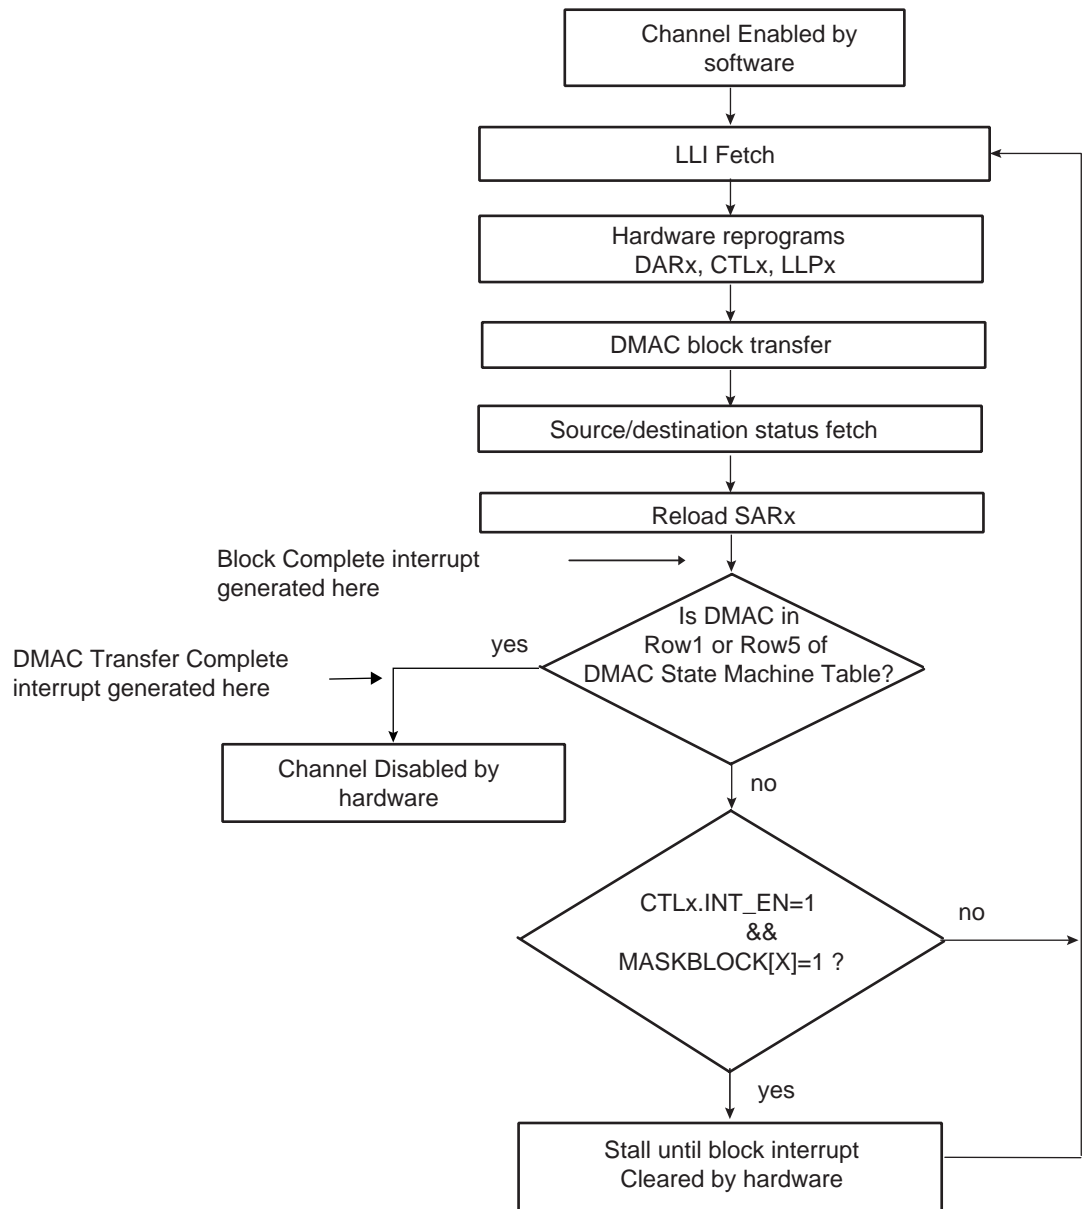 Channel Enabled by
software
LLI Fetch
Hardware reprograms
DARx, CTLx, LLPx
DMAC block transfer
Source/destination status fetch
Reload SARx
Block Complete interrupt
generated here
Is DMAC in
Row1 or Row5 of
DMAC State Machine Table?
yes
DMAC Transfer Complete
interrupt generated here
Channel Disabled by
hardware
no
CTLx.INT_EN=1
&&
MASKBLOCK[X]=1 ?
no
yes
Stall until block interrupt
Cleared by hardware